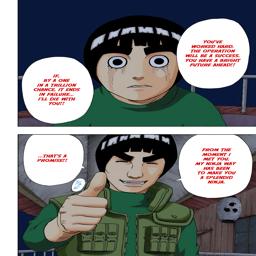 YOU'VE
WORKED HARD.
THE OPERATION
WILL BE A SUCCESS.
YOU HAVE A BRIGHT
FUTURE AHEAD!!
IF,
BY A ONE
IN A TRILLION
CHANCE, IT ENDS
IN FAILURE...
I'LL DIE WITH
YOU!!
FROM THE
MOMENT I
MET YOU,
MY NINJA WAY
HAS BEEN
TO MAKE YOU
A SPLENDID
NINJA.
...THAT'S A
PROMISE!!